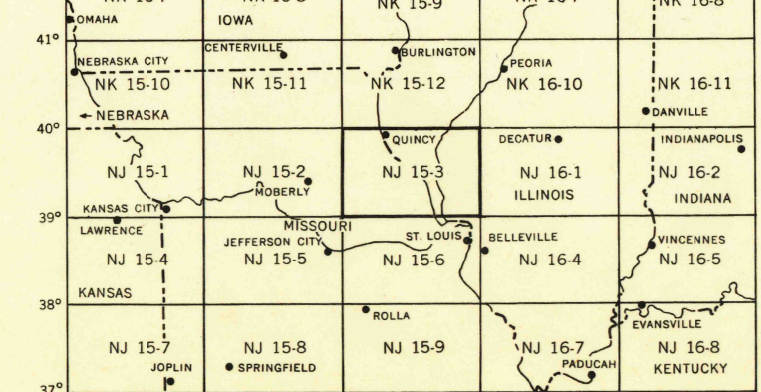 NK 15-9
NK 16-8
OMAHA
IOWA
41°
CENTERVILLE
BURLINGTON
NEBRASKA CITY
PEORIA
NK 15-10
NK 15-11
NK 15-12
NK 16-10
NK 16-11
NEBRASKA
DANVILLE
40°
QUINCY
DECATUR
INDIANAPOLIS
NJ 15-1
NJ 15-2
NJ 15-3
NJ 16-1
NJ 16-2
MOBERLY
ILLINOIS
INDIANA
KANSAS CITY
39°
LAWRENCE
MISSOURI
JEFFERSON CITY
ST. LOUIS
BELLEVILLE
VINCENNES
NJ 15-4
NJ 15-5
NJ 15-6
NJ 16-4
NJ 16-5
KANSAS
38°
ROLLA
EVANSVILLE
NJ 15-7
NJ 15-8
NJ 15-9
NJ 16-7
NJ 16-8
JOPLIN
SPRINGFIELD
PADUCAH
KENTUCKY
37°